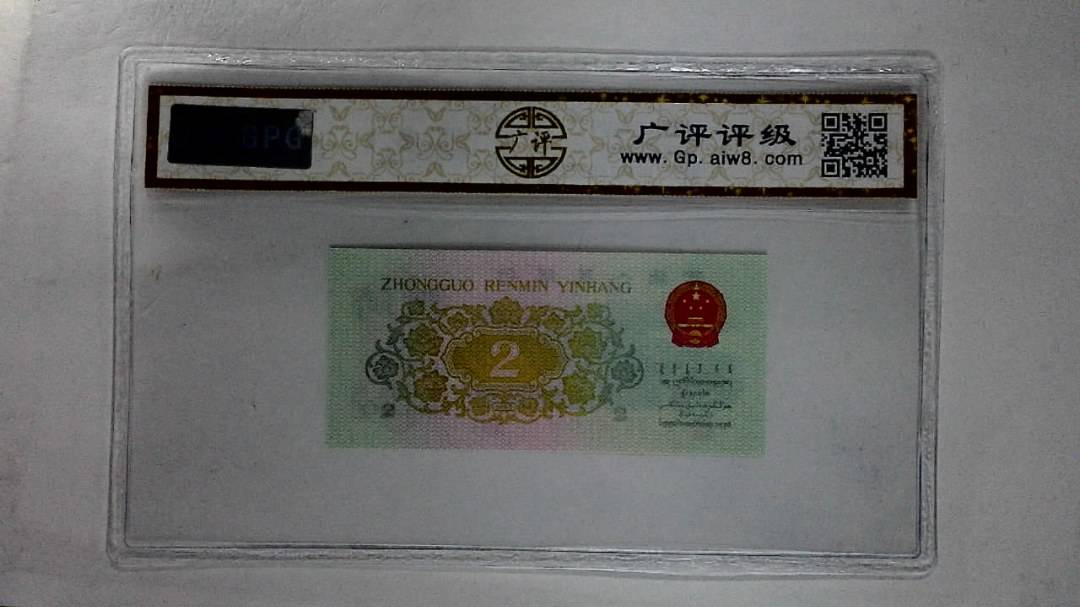 GPG
广评
广评评级
www. Gp. aiw8. com
ZHONGGUO RENMIN YINHANG
2
2 2